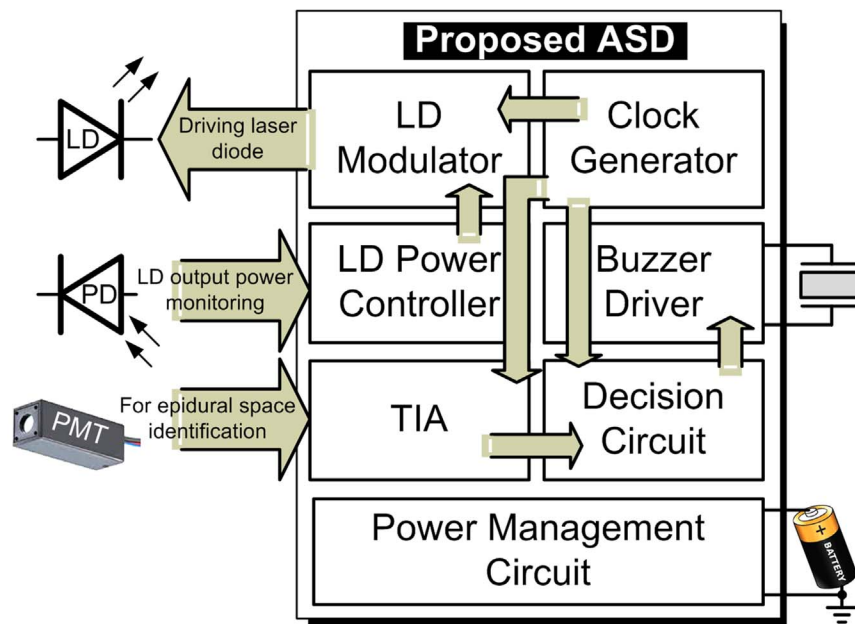 Proposed ASD
LD
Driving laser
diode
LD
Modulator
Clock
Generator
PD
LD output power
monitoring
LD Power
Controller
Buzzer
Driver
PMT
For epidural space
identification
TIA
Decision
Circuit
Power Management
Circuit
+
BATTERY